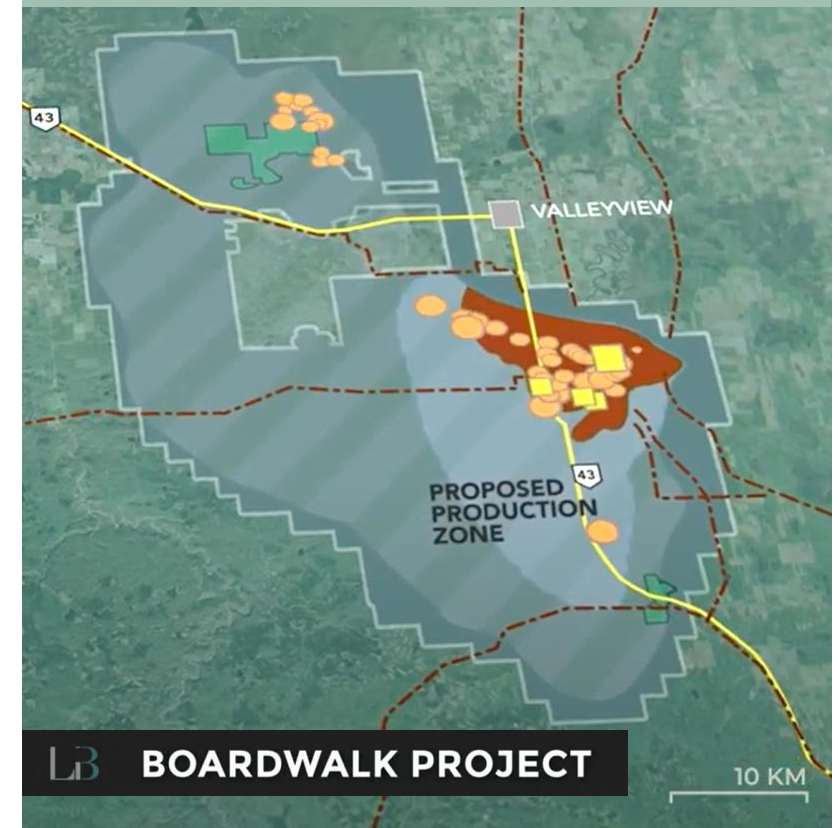 43
VALLEYVIEW
43
PROPOSED
PRODUCTION
ZONE
LB BOARDWALK PROJECT
10 KM